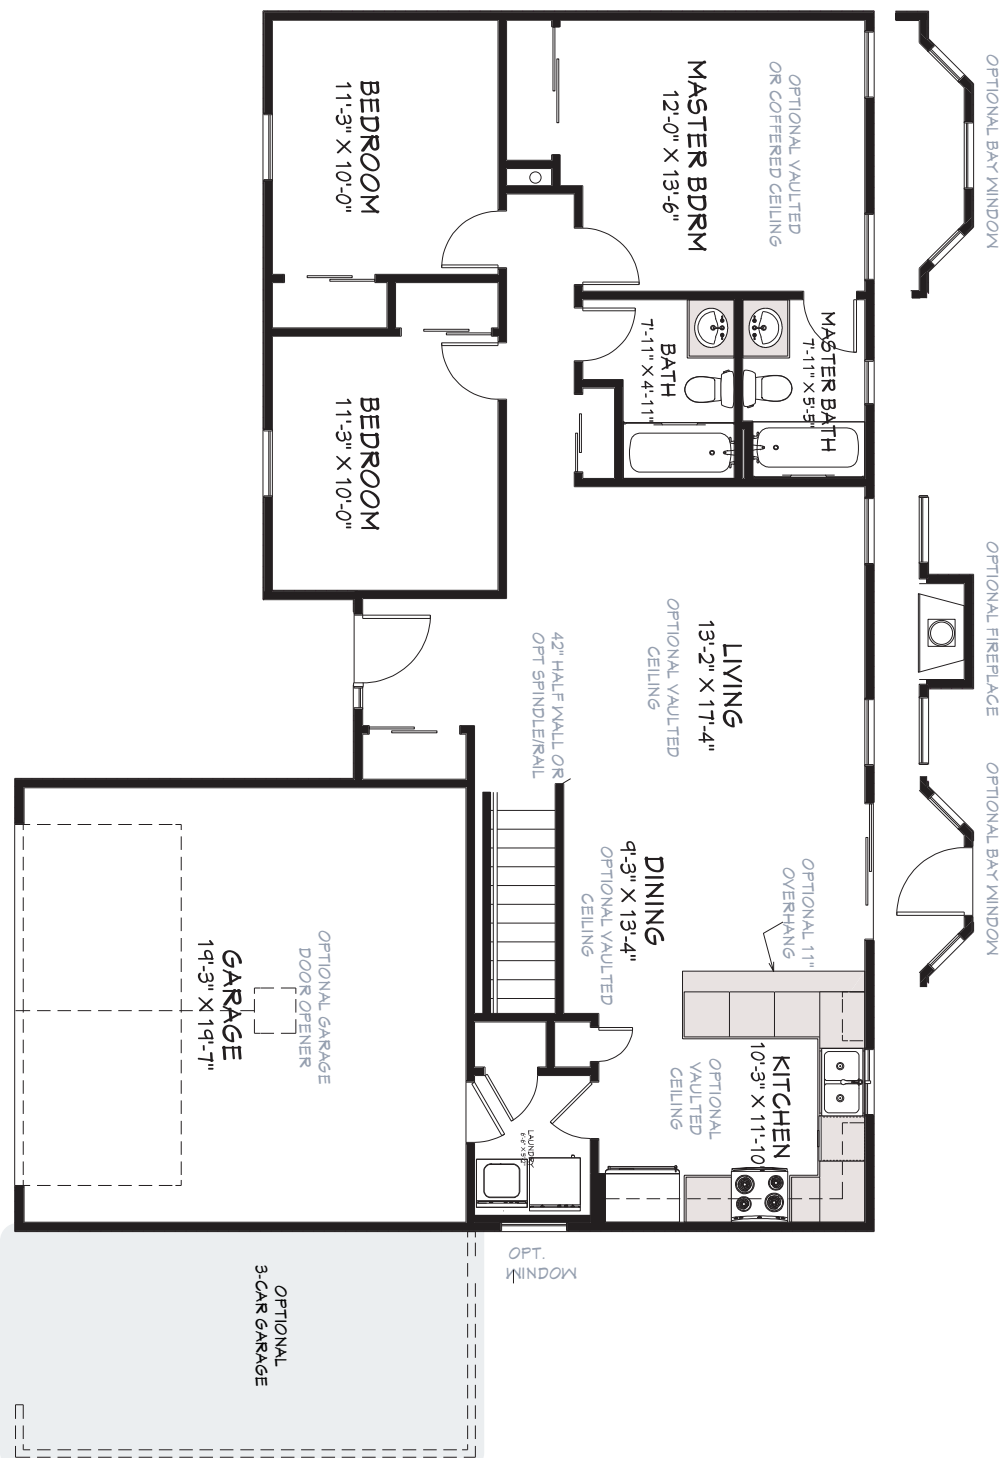 OPTIONAL BAY WINDOW
OPTIONAL FIREPLACE
OPTIONAL BAY WINDOW
OPTIONAL VAULTED
OR COFFERED CEILING
MASTER BDRM
12'-0" X 13'-6"
BEDROOM
11'-3" X 10'-0"
MASTER BATH
7'-11" X 5'-5"
BATH
7'-11" X 4'-11"
BEDROOM
11'-3" X 10'-0"
LIVING
13'-2" X 17'-4"
OPTIONAL VAULTED
CEILING
42" HALF WALL OR
OPT SPINDLE/RAIL
OPTIONAL 11"
OVERHANG
DINING
9'-3" X 13'-4"
OPTIONAL VAULTED
CEILING
KITCHEN
10'-3" X 11'-10
OPTIONAL
VAULTED
CEILING
LAUNDRY
OPTIONAL GARAGE
DOOR OPENER
GARAGE
19'-3" X 19'-7"
OPT.
WINDOW
OPTIONAL
3-CAR GARAGE